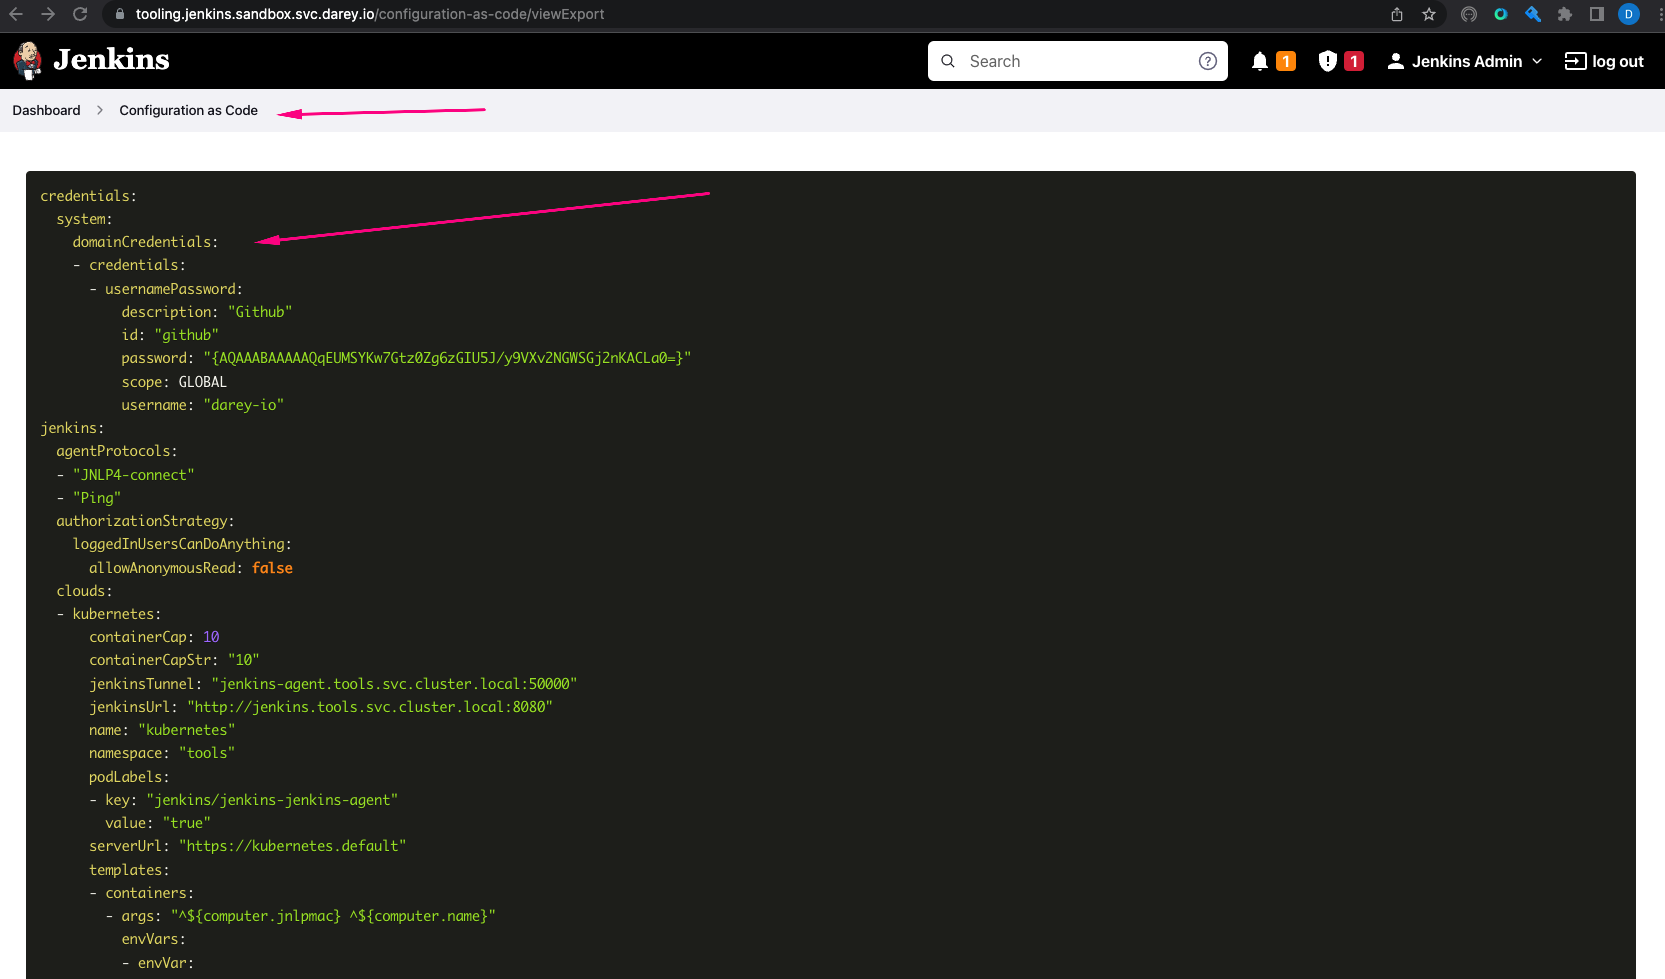 tooling.jenkins.sandbox.svc.darey.io/configuration-as-code/viewExport
D
Jenkins
Search
1
1
Jenkins Admin
log out
Dashboard > Configuration as Code
credentials:
  system:
    domainCredentials:
    - credentials:
      - usernamePassword:
          description: "Github"
          id: "github"
          password: "{AQAAABAAAAAQqEUMSYKw7Gtz0Zg6zGIU5J/y9VXv2NGWSGj2nKACLa0=}"
          scope: GLOBAL
          username: "darey-io"
jenkins:
  agentProtocols:
  - "JNLP4-connect"
  - "Ping"
  authorizationStrategy:
    loggedInUsersCanDoAnything:
      allowAnonymousRead: false
  clouds:
  - kubernetes:
      containerCap: 10
      containerCapStr: "10"
      jenkinsTunnel: "jenkins-agent.tools.svc.cluster.local:50000"
      jenkinsUrl: "http://jenkins.tools.svc.cluster.local:8080"
      name: "kubernetes"
      namespace: "tools"
      podLabels:
      - key: "jenkins/jenkins-jenkins-agent"
        value: "true"
      serverUrl: "https://kubernetes.default"
      templates:
      - containers:
        - args: "^${computer.jnlpmac} ^${computer.name}"
          envVars:
          - envVar: